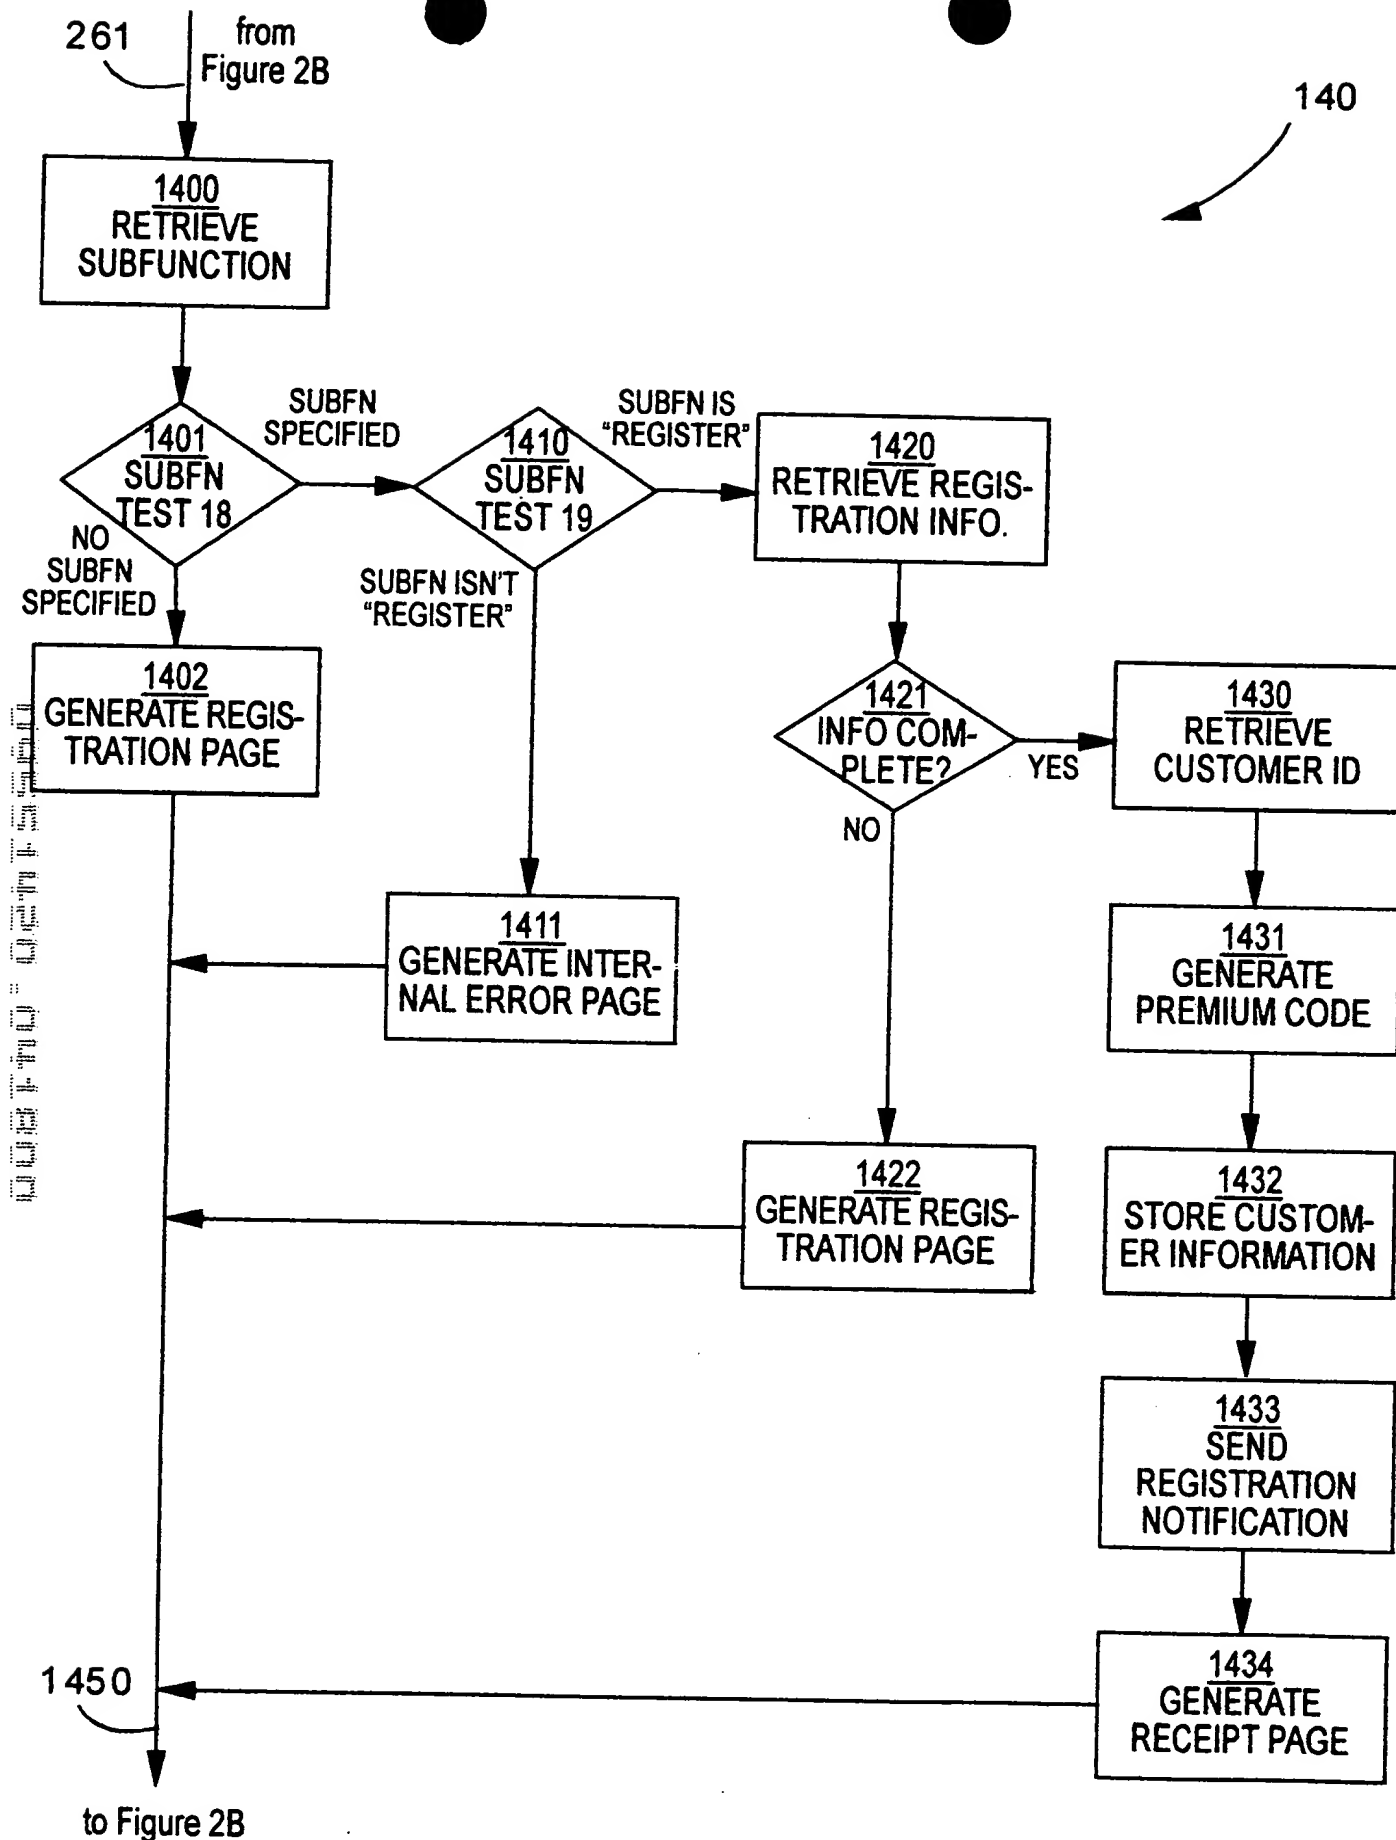 261
from
Figure 2B
140
1400
RETRIEVE
SUBFUNCTION
SUBFN
SPECIFIED
SUBFN IS
"REGISTER"
1401
SUBFN
TEST 18
1410
SUBFN
TEST 19
1420
RETRIEVE REGIS-
TRATION INFO.
NO
SUBFN
SPECIFIED
SUBFN ISN'T
"REGISTER"
1402
GENERATE REGIS-
TRATION PAGE
1421
INFO COM-
PLETE?
YES
NO
1430
RETRIEVE
CUSTOMER ID
1411
GENERATE INTER-
NAL ERROR PAGE
1431
GENERATE
PREMIUM CODE
1422
GENERATE REGIS-
TRATION PAGE
1432
STORE CUSTOM-
ER INFORMATION
1433
SEND
REGISTRATION
NOTIFICATION
1434
GENERATE
RECEIPT PAGE
1450
to Figure 2B